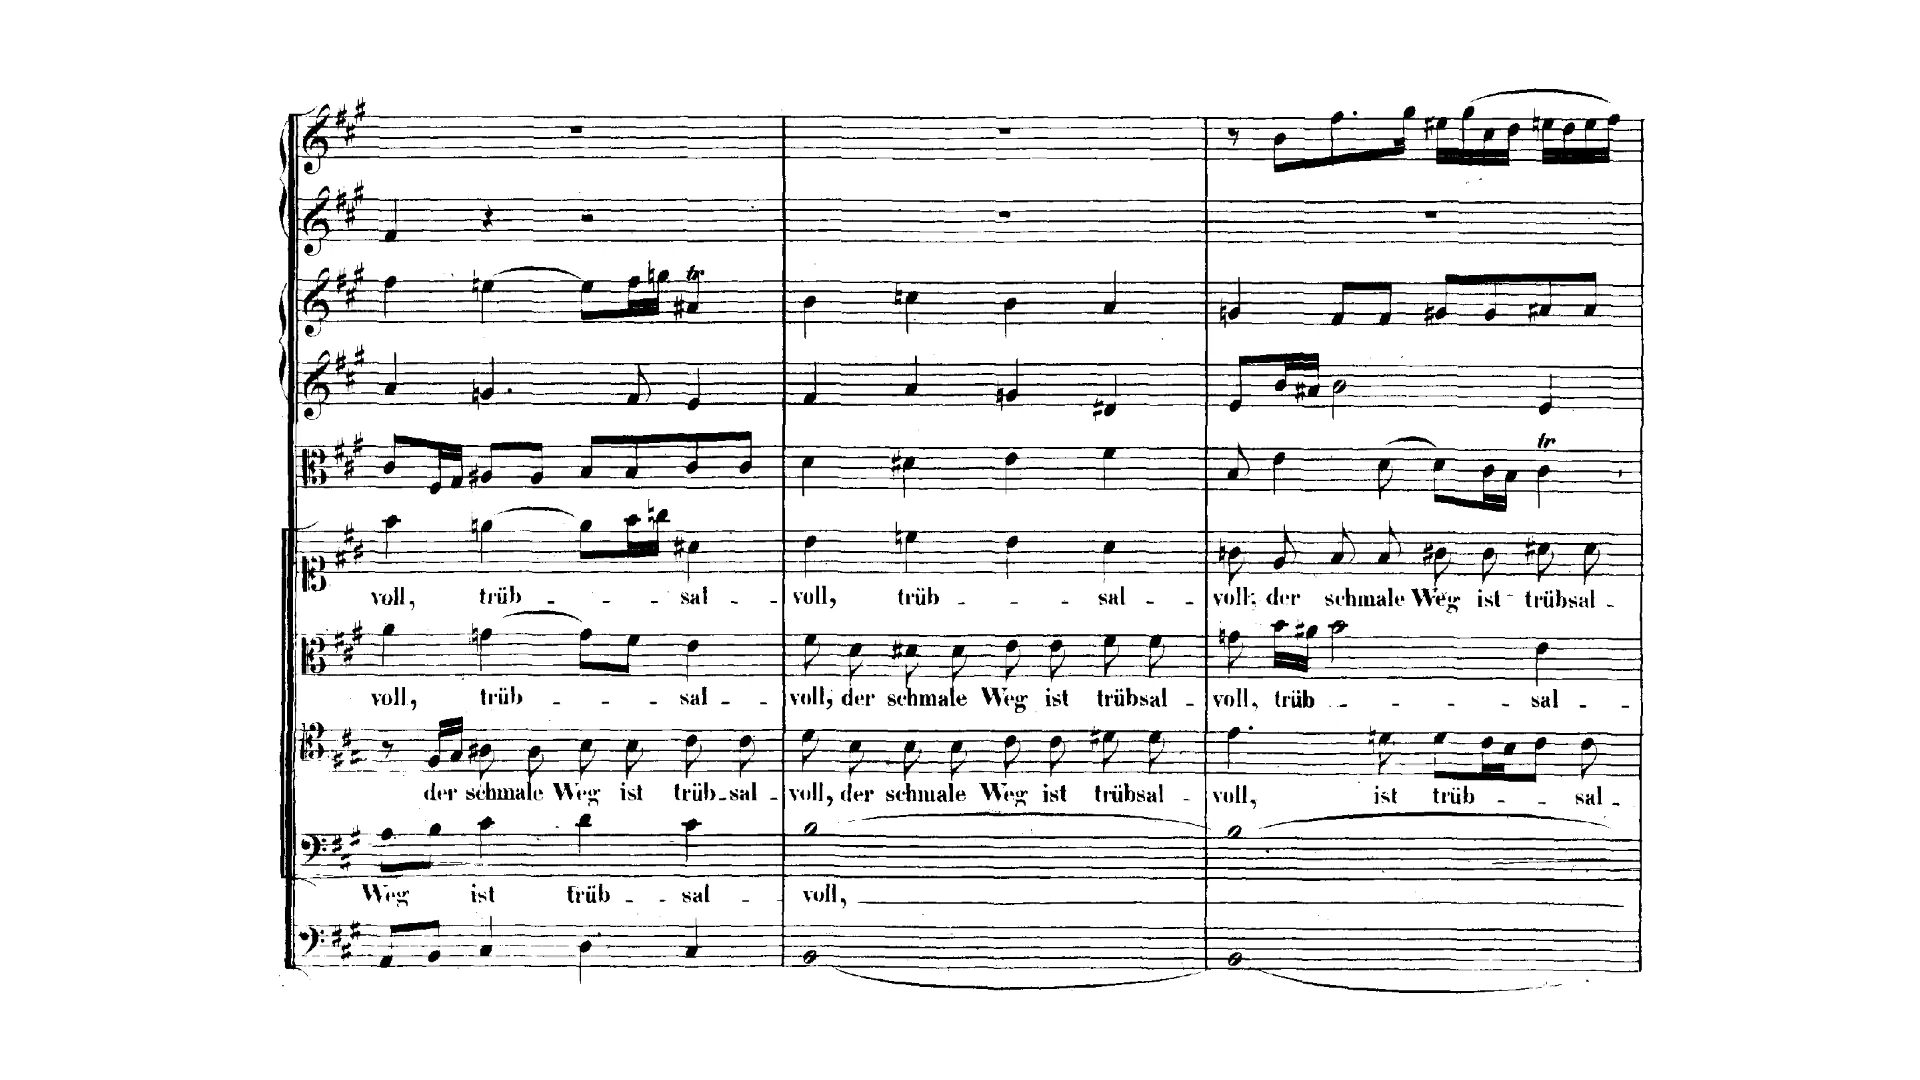 tr
tr
voll, trüb - - - sal - - voll, trüb - - - sal - - voll; der schmale Weg ist trübsal -
voll, trüb - - - sal - - voll; der schmale Weg ist trübsal - voll, trüb - - - sal - -
der schmale Weg ist trüb-sal - voll, der schmale Weg ist trübsal - voll, ist trüb - - - sal -
Weg ist trüb - - sal - - voll,